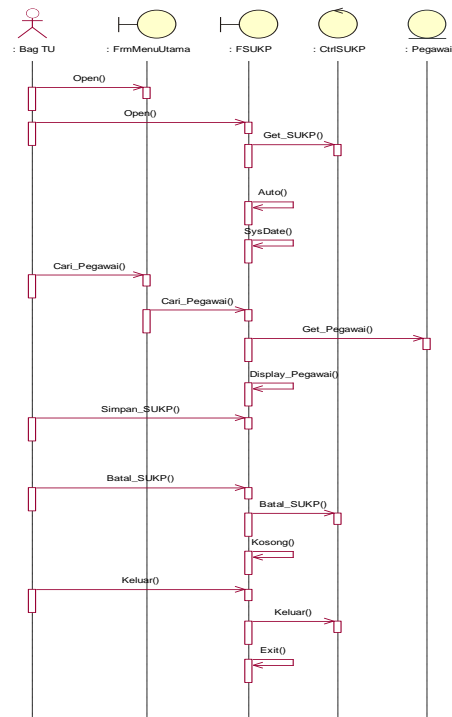 : Bag TU : FrmMenuUtama : FSUKP : CtrlSUKP : Pegawai
Open()
Open()
Get_SUKP()
Auto()
SysDate()
Cari_Pegawai()
Cari_Pegawai()
Get_Pegawai()
Display_Pegawai()
Simpan_SUKP()
Batal_SUKP()
Batal_SUKP()
Kosong()
Keluar()
Keluar()
Exit()